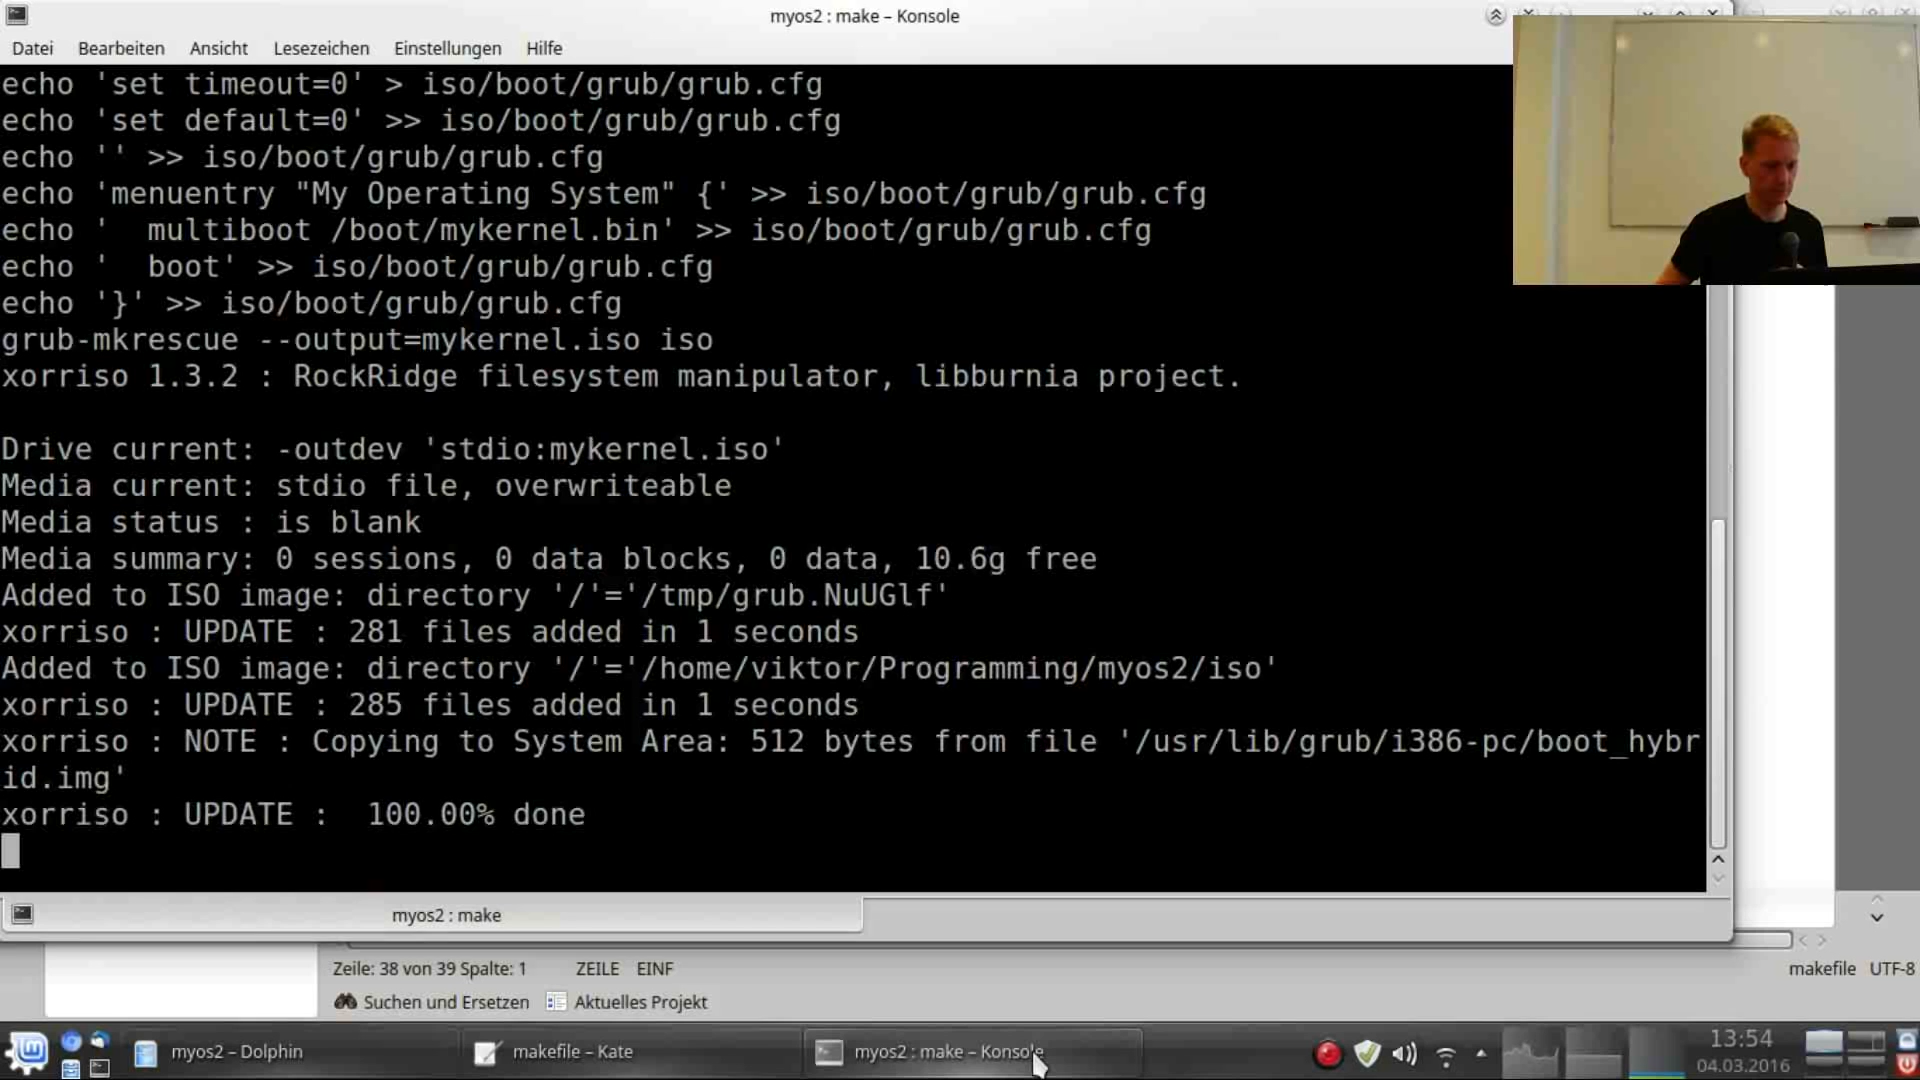 myos2 : make – Konsole
Datei Bearbeiten Ansicht Lesezeichen Einstellungen Hilfe
echo 'set timeout=0' > iso/boot/grub/grub.cfg
echo 'set default=0' >> iso/boot/grub/grub.cfg
echo '' >> iso/boot/grub/grub.cfg
echo 'menuentry "My Operating System" {' >> iso/boot/grub/grub.cfg
echo '  multiboot /boot/mykernel.bin' >> iso/boot/grub/grub.cfg
echo '  boot' >> iso/boot/grub/grub.cfg
echo '}' >> iso/boot/grub/grub.cfg
grub-mkrescue --output=mykernel.iso iso
xorriso 1.3.2 : RockRidge filesystem manipulator, libburnia project.
Drive current: -outdev 'stdio:mykernel.iso'
Media current: stdio file, overwriteable
Media status : is blank
Media summary: 0 sessions, 0 data blocks, 0 data, 10.6g free
Added to ISO image: directory '/'='/tmp/grub.NuUGlf'
xorriso : UPDATE : 281 files added in 1 seconds
Added to ISO image: directory '/'='/home/viktor/Programming/myos2/iso'
xorriso : UPDATE : 285 files added in 1 seconds
xorriso : NOTE : Copying to System Area: 512 bytes from file '/usr/lib/grub/i386-pc/boot_hybr
id.img'
xorriso : UPDATE :  100.00% done
myos2 : make
Zeile: 38 von 39 Spalte: 1 ZEILE EINF makefile UTF-8
Suchen und Ersetzen Aktuelles Projekt
myos2 – Dolphin makefile – Kate myos2 : make – Konsole 13:54
04.03.2016